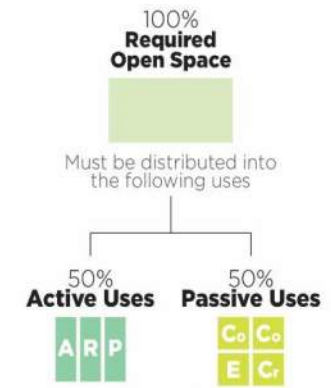 100%
Required
Open Space
Must be distributed into
the following uses
50%
Active Uses
A R P
50%
Passive Uses
Co Co
E Cr